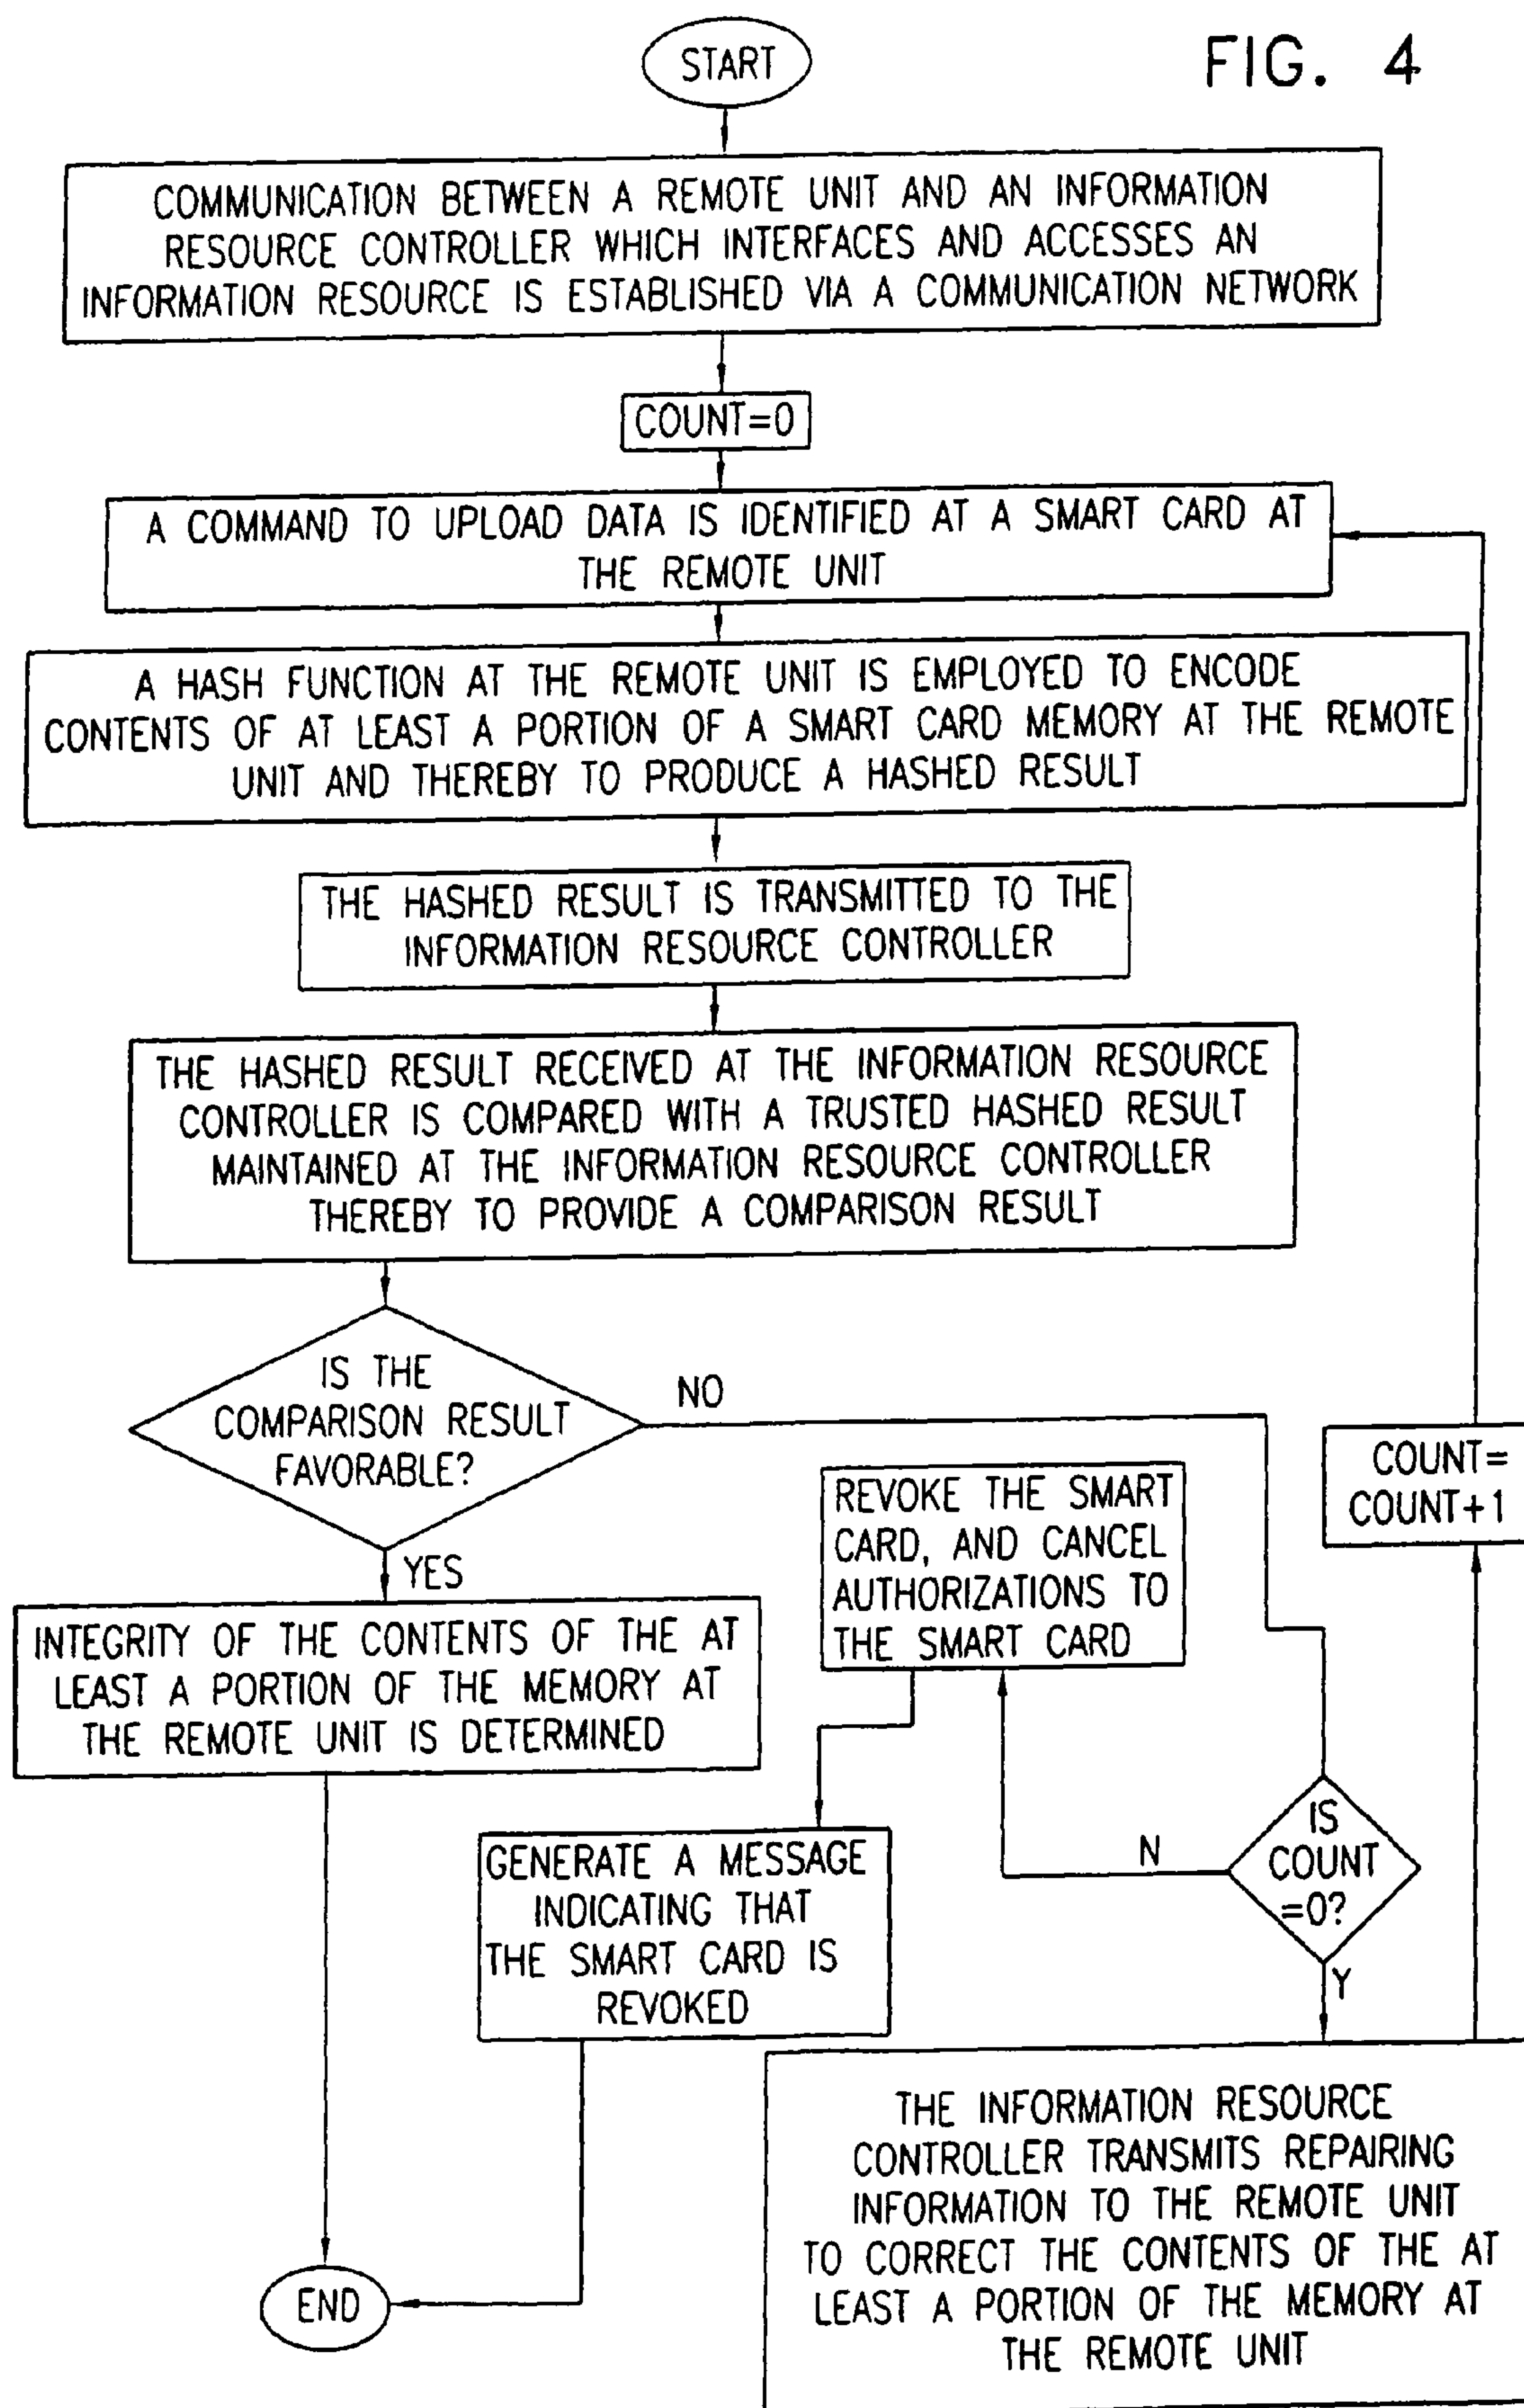 START
FIG. 4
COMMUNICATION BETWEEN A REMOTE UNIT AND AN INFORMATION
RESOURCE CONTROLLER WHICH INTERFACES AND ACCESSES AN
INFORMATION RESOURCE IS ESTABLISHED VIA A COMMUNICATION NETWORK
COUNT=0
A COMMAND TO UPLOAD DATA IS IDENTIFIED AT A SMART CARD AT
THE REMOTE UNIT
A HASH FUNCTION AT THE REMOTE UNIT IS EMPLOYED TO ENCODE
CONTENTS OF AT LEAST A PORTION OF A SMART CARD MEMORY AT THE REMOTE
UNIT AND THEREBY TO PRODUCE A HASHED RESULT
THE HASHED RESULT IS TRANSMITTED TO THE
INFORMATION RESOURCE CONTROLLER
THE HASHED RESULT RECEIVED AT THE INFORMATION RESOURCE
CONTROLLER IS COMPARED WITH A TRUSTED HASHED RESULT
MAINTAINED AT THE INFORMATION RESOURCE CONTROLLER
THEREBY TO PROVIDE A COMPARISON RESULT
IS THE
COMPARISON RESULT
FAVORABLE?
NO
YES
INTEGRITY OF THE CONTENTS OF THE AT
LEAST A PORTION OF THE MEMORY AT
THE REMOTE UNIT IS DETERMINED
REVOKE THE SMART
CARD, AND CANCEL
AUTHORIZATIONS TO
THE SMART CARD
COUNT=
COUNT+1
GENERATE A MESSAGE
INDICATING THAT
THE SMART CARD IS
REVOKED
N
IS
COUNT
=0?
Y
THE INFORMATION RESOURCE
CONTROLLER TRANSMITS REPAIRING
INFORMATION TO THE REMOTE UNIT
TO CORRECT THE CONTENTS OF THE AT
LEAST A PORTION OF THE MEMORY AT
THE REMOTE UNIT
END